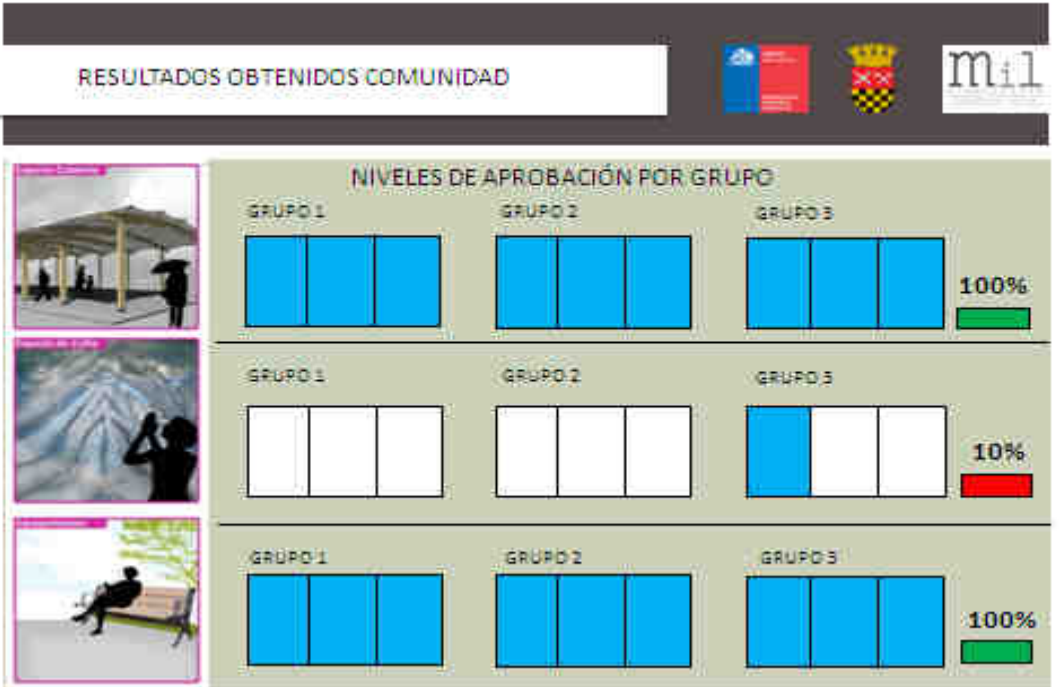 RESULTADOS OBTENIDOS COMUNIDAD
mil
NIVELES DE APROBACIÓN POR GRUPO
GRUPO 1
GRUPO 2
GRUPO 3
100%
GRUPO 1
GRUPO 2
GRUPO 3
10%
GRUPO 1
GRUPO 2
GRUPO 3
100%